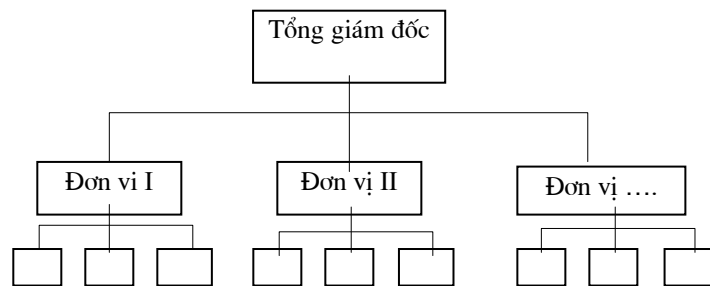 Tổng giám đốc
Đơn vi I
Đơn vị II
Đơn vị ….